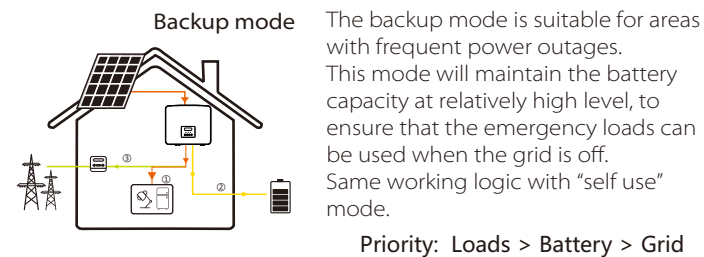 Backup mode
The backup mode is suitable for areas
with frequent power outages.
This mode will maintain the battery
capacity at relatively high level, to
ensure that the emergency loads can
be used when the grid is off.
Same working logic with “self use”
mode.
Priority: Loads > Battery > Grid
③
①
②